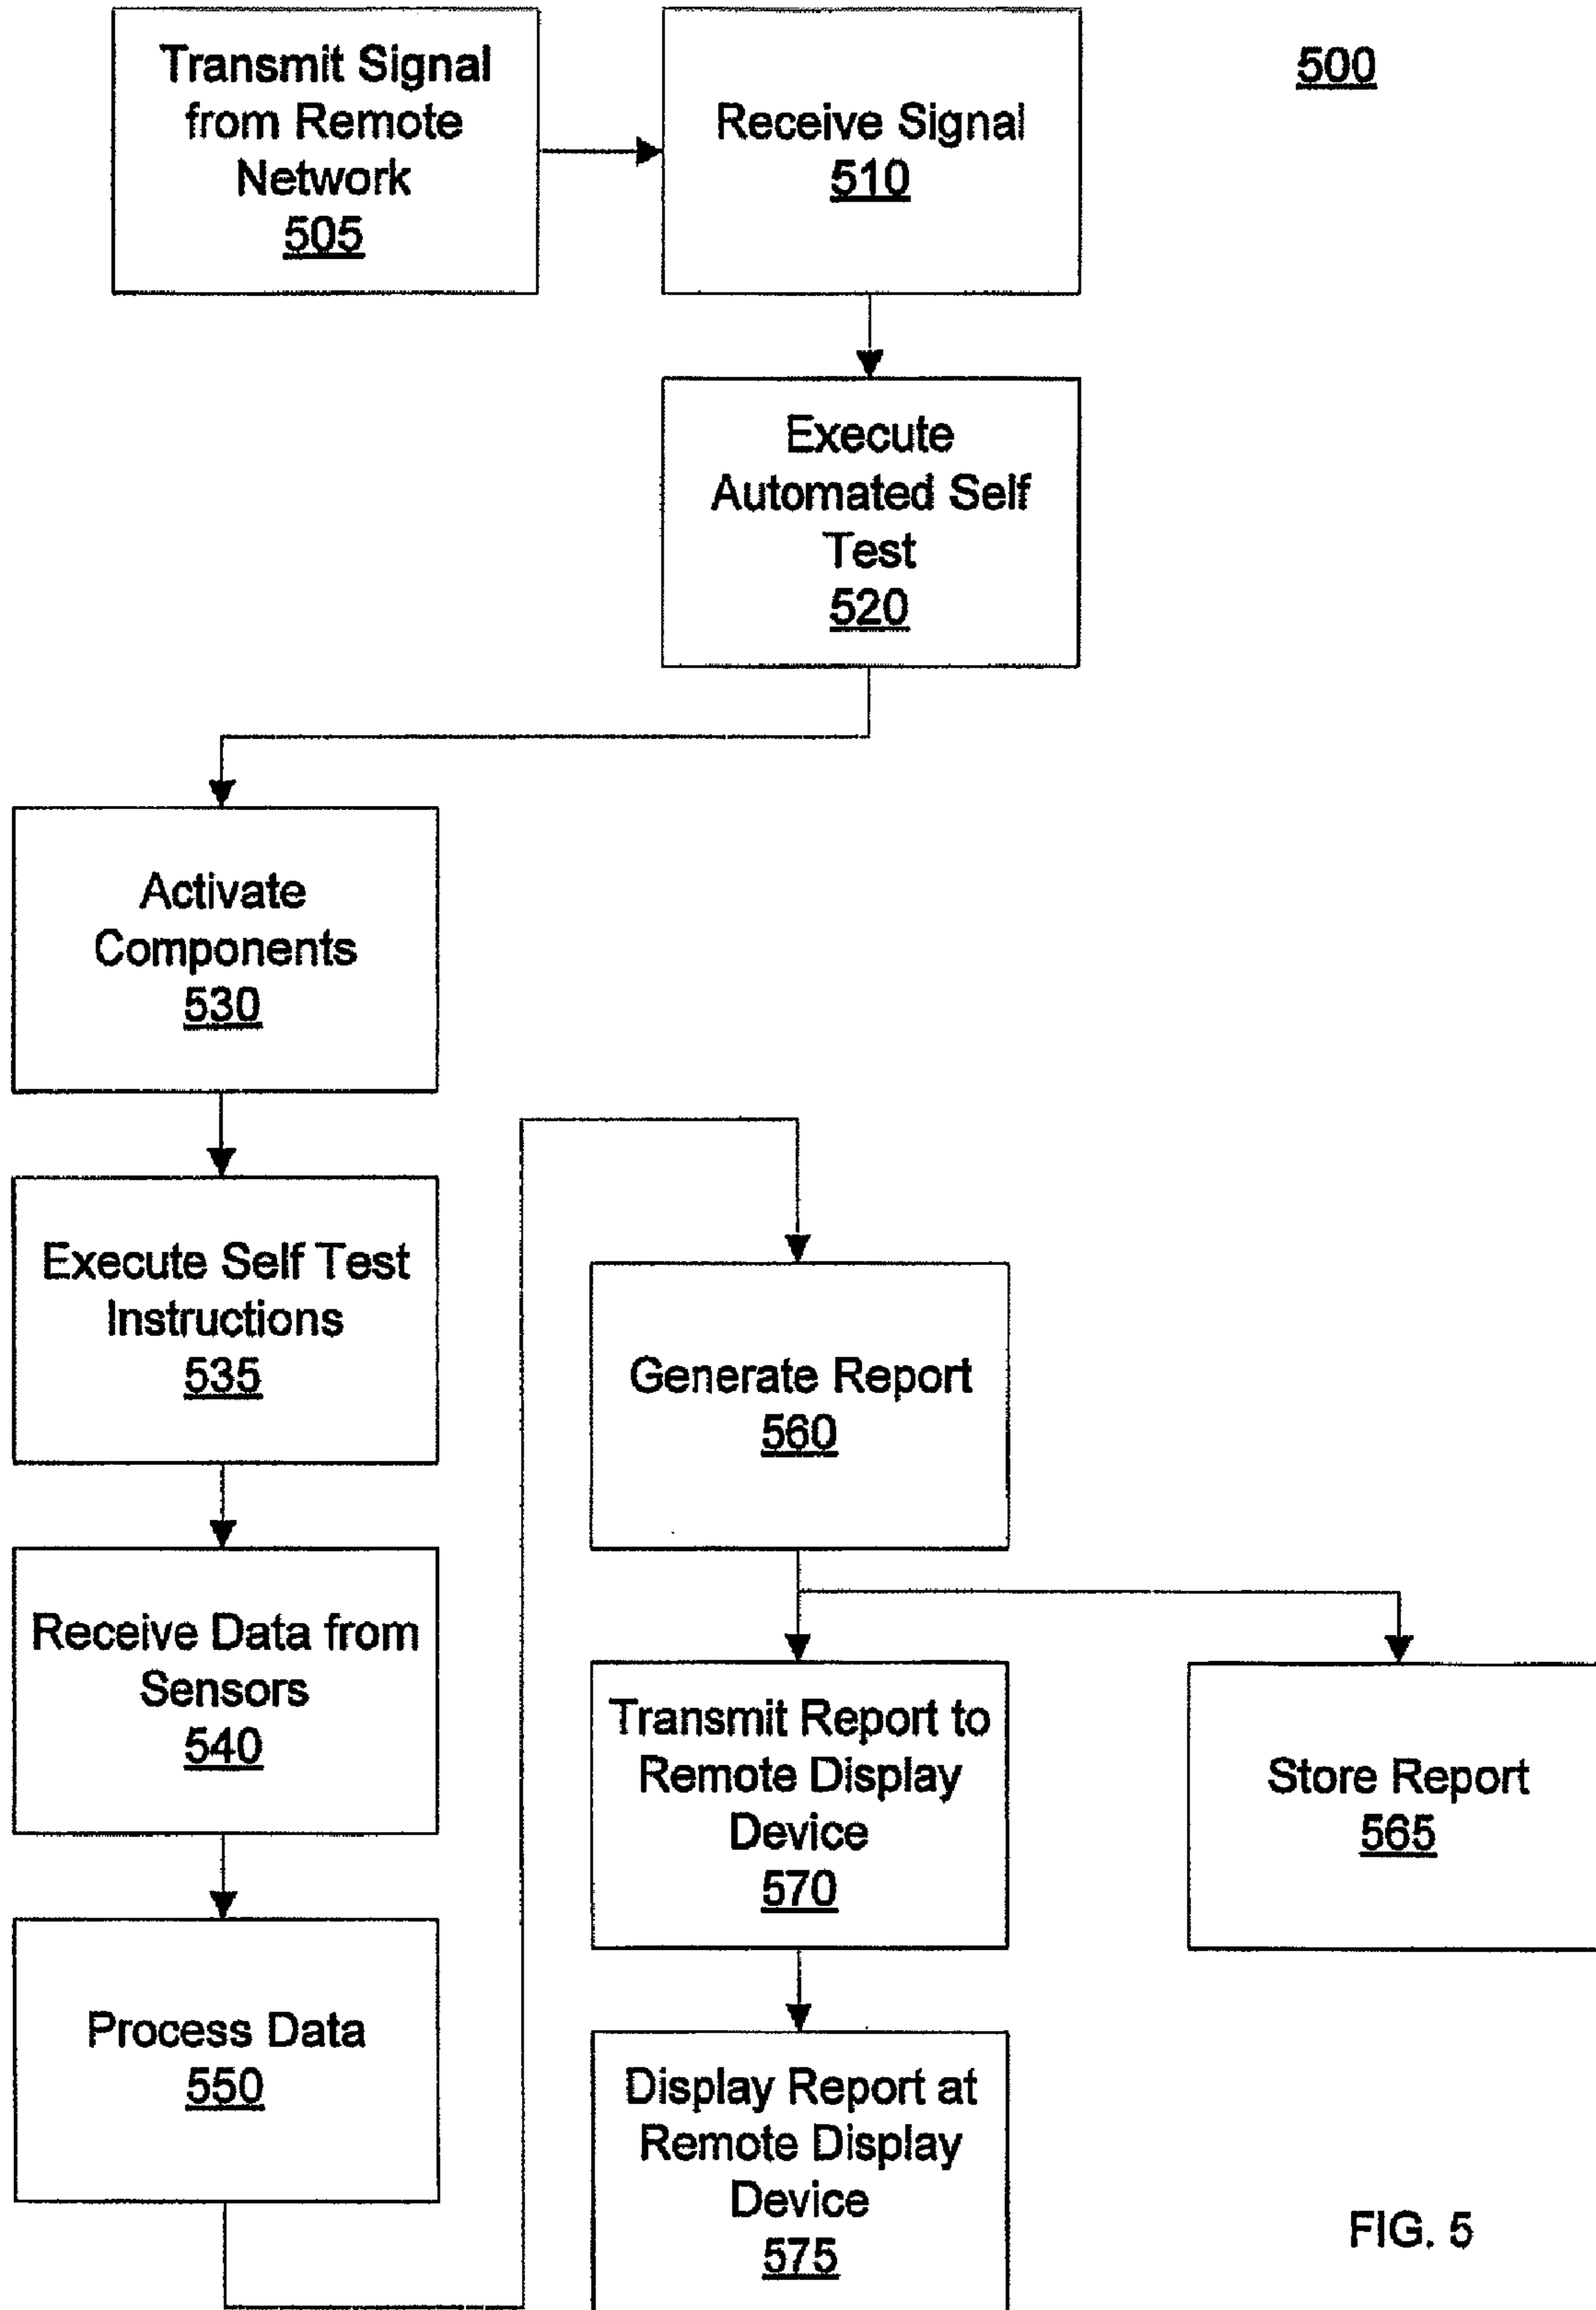 500
Transmit Signal
from Remote
Network
505
Receive Signal
510
Execute
Automated Self
Test
520
Activate
Components
530
Execute Self Test
Instructions
535
Receive Data from
Sensors
540
Process Data
550
Generate Report
560
Transmit Report to
Remote Display
Device
570
Store Report
565
Display Report at
Remote Display
Device
575
FIG. 5